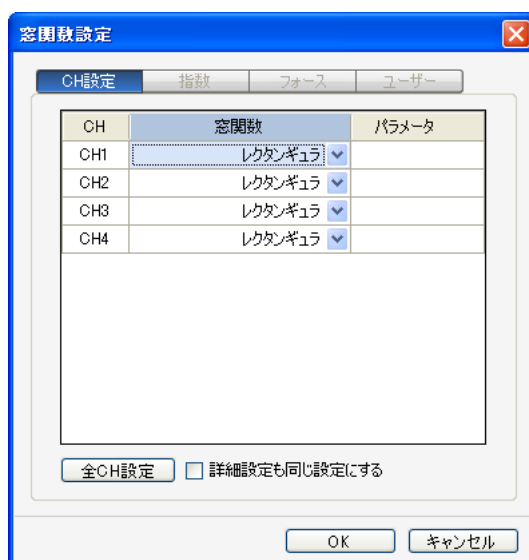 窓関数設定
CH設定 指数 フォース ユーザー
CH 窓関数 パラメータ
CH1 レクタンギュラ
CH2 レクタンギュラ
CH3 レクタンギュラ
CH4 レクタンギュラ
全CH設定 詳細設定も同じ設定にする
OK キャンセル